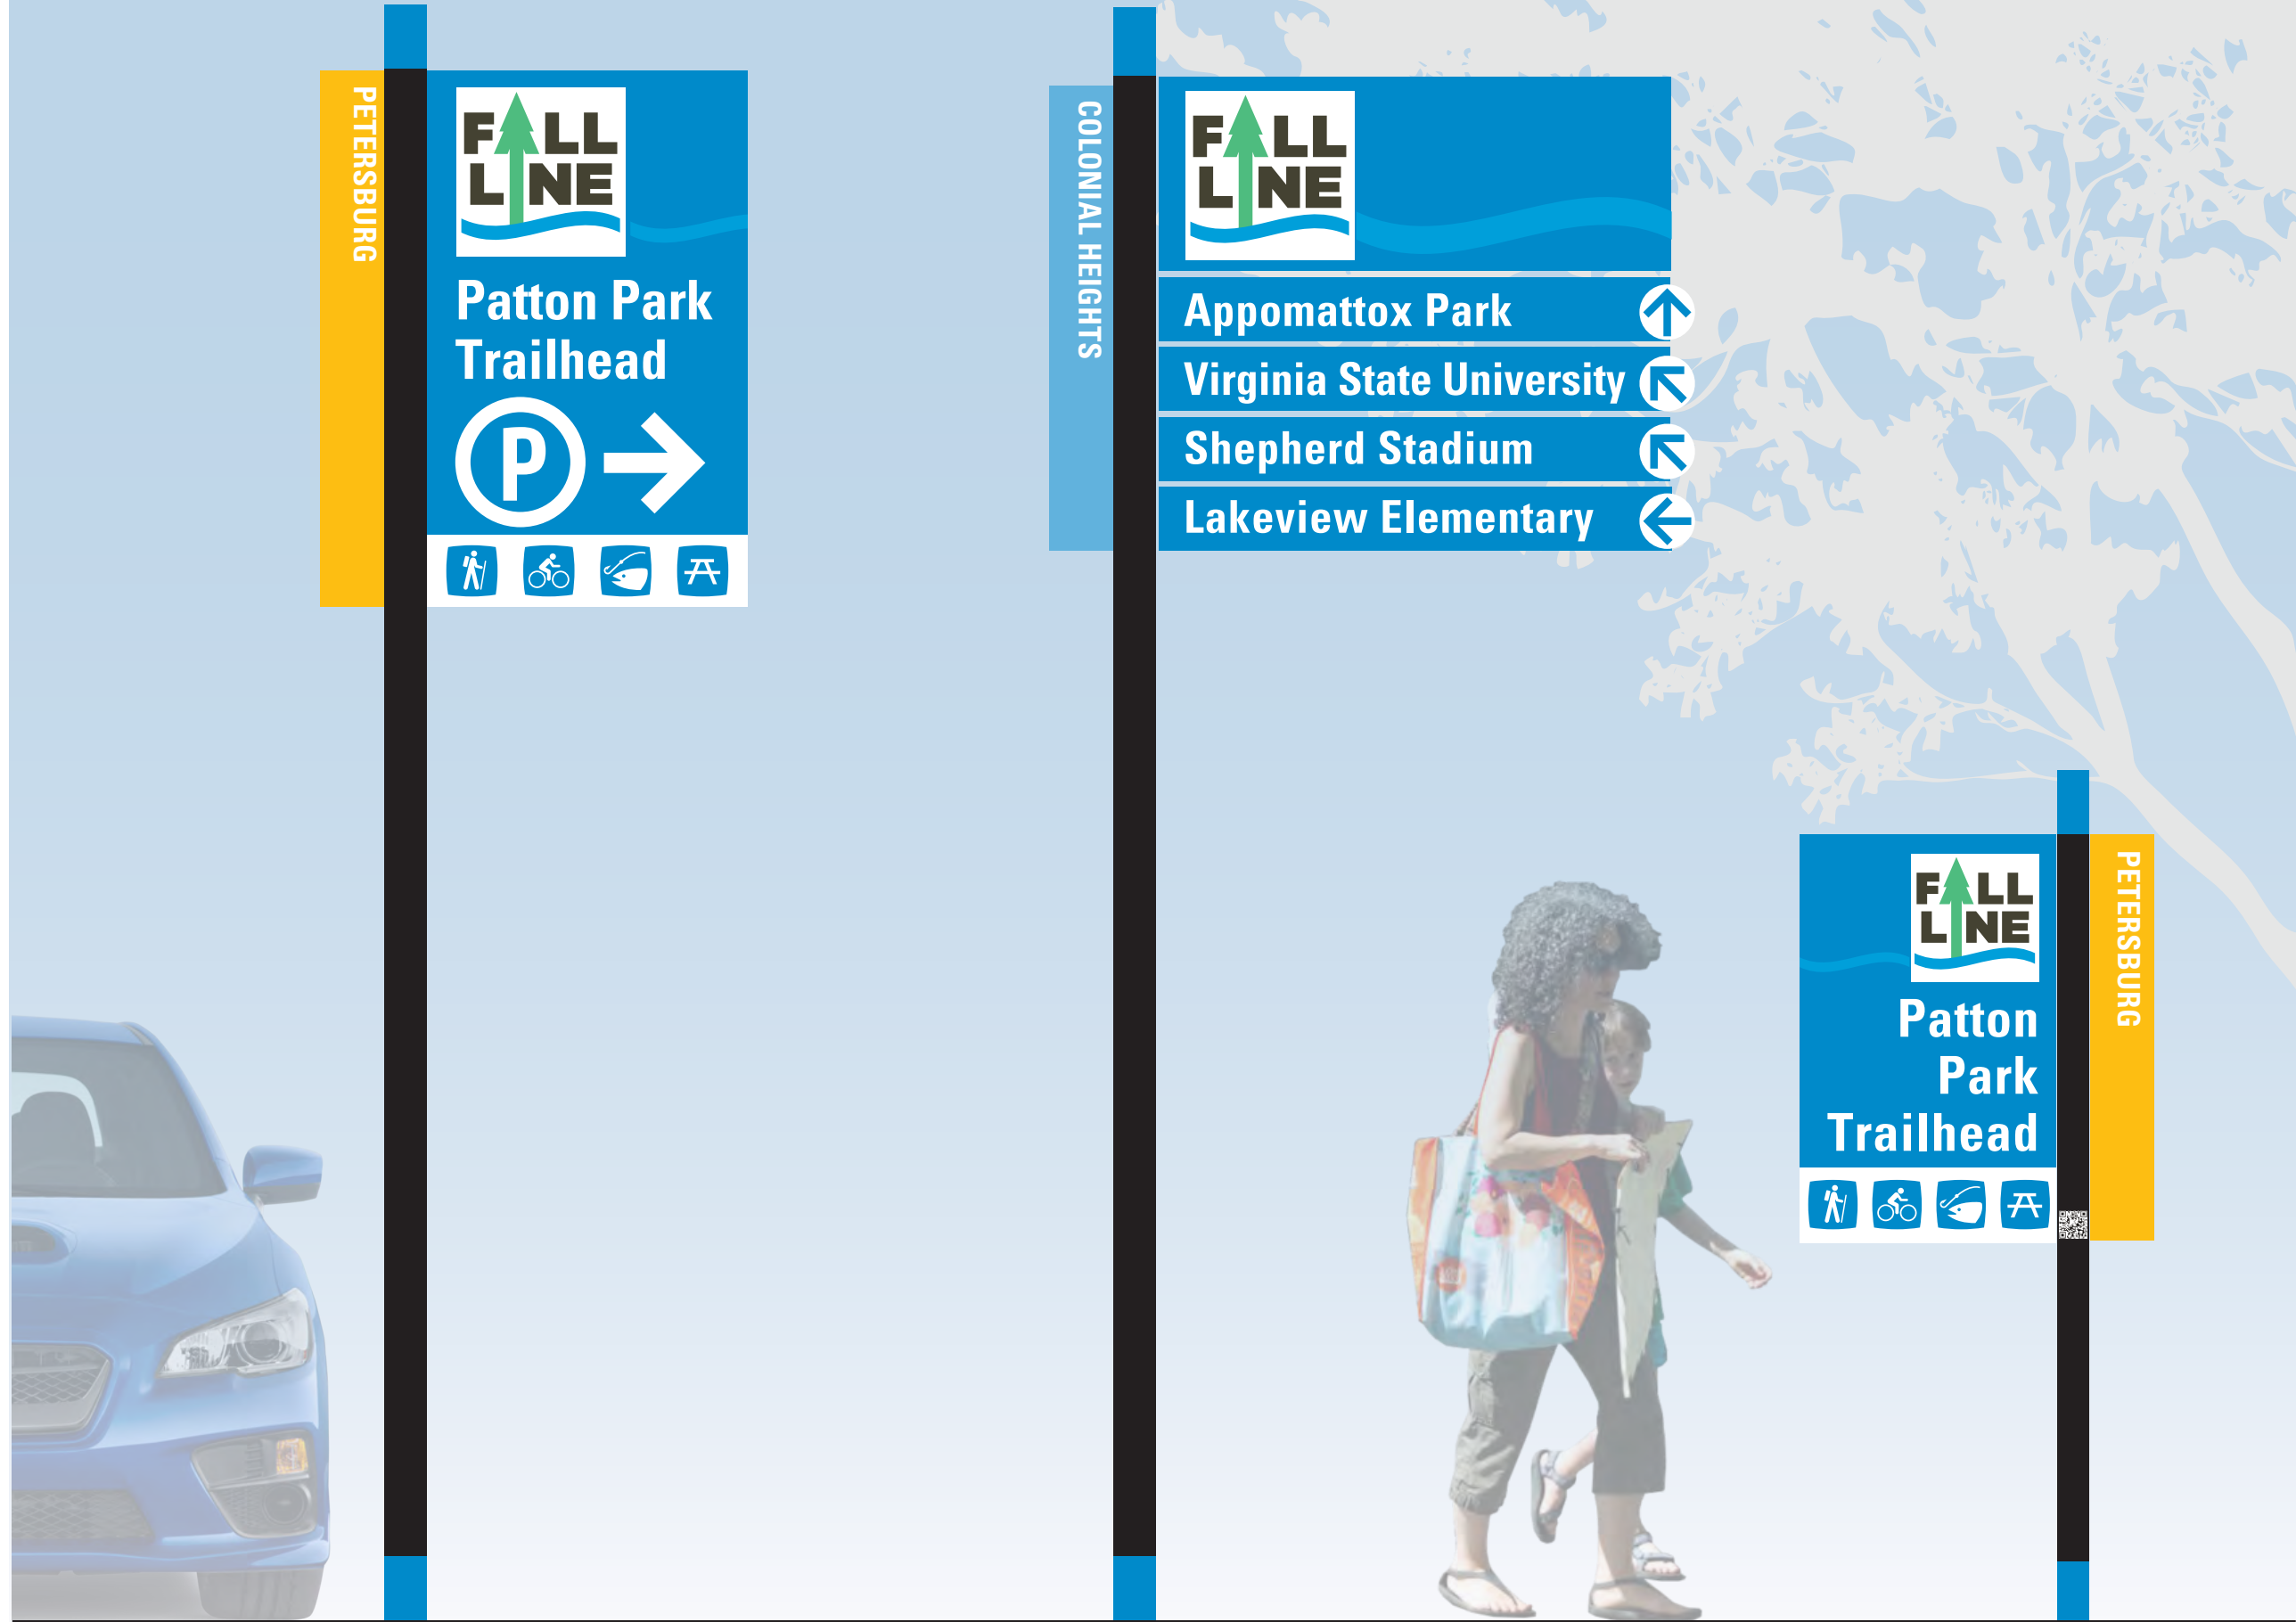 PETERSBURG
FALL
LINE
Patton Park
Trailhead
P
COLONIAL HEIGHTS
FALL
LINE
Appomattox Park
Virginia State University
Shepherd Stadium
Lakeview Elementary
FALL
LINE
Patton
Park
Trailhead
PETERSBURG